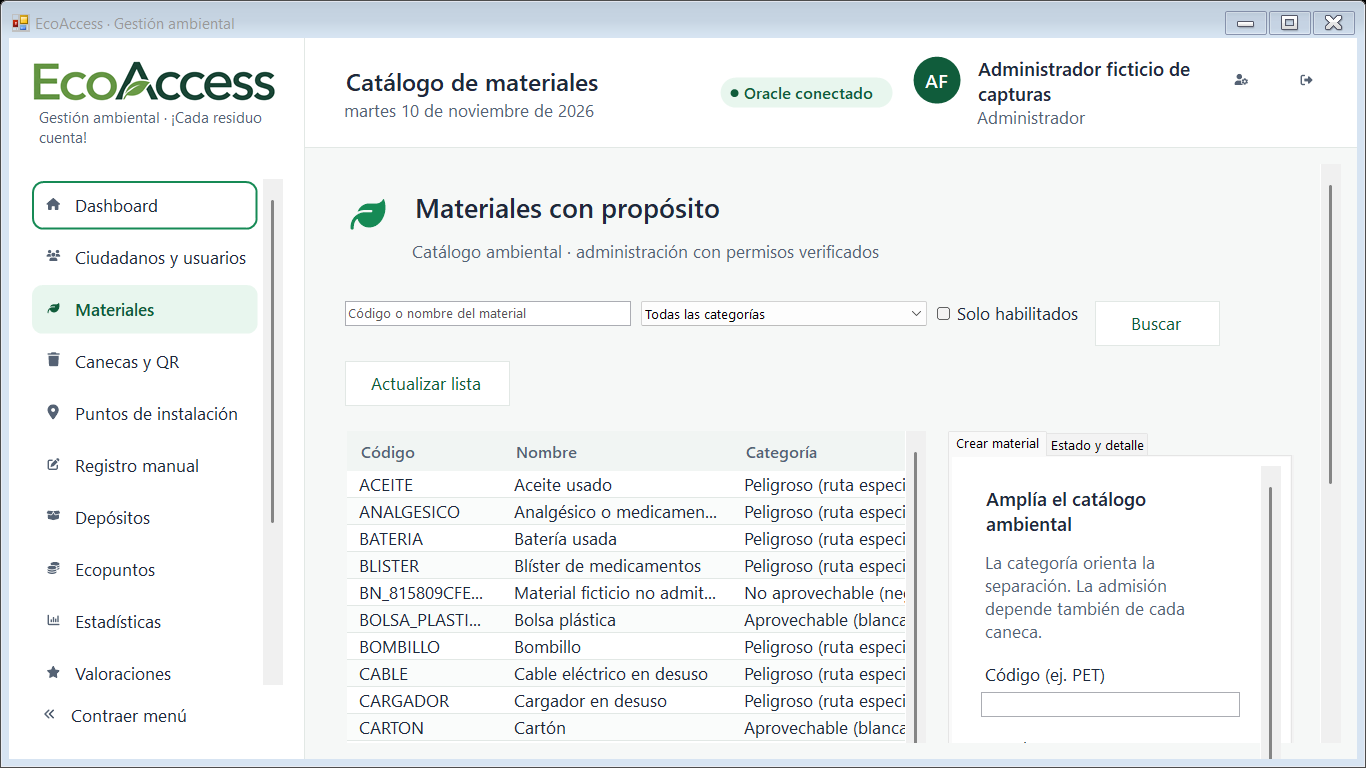 EcoAccess · Gestión ambiental
EcoAccess
Gestión ambiental · ¡Cada residuo
cuenta!
Dashboard
Ciudadanos y usuarios
Materiales
Canecas y QR
Puntos de instalación
Registro manual
Depósitos
Ecopuntos
Estadísticas
Valoraciones
Contraer menú
Catálogo de materiales
martes 10 de noviembre de 2026
Oracle conectado
AF
Administrador ficticio de
capturas
Administrador
Materiales con propósito
Catálogo ambiental · administración con permisos verificados
Código o nombre del material
Todas las categorías
Solo habilitados
Buscar
Actualizar lista
Código Nombre Categoría
ACEITE Aceite usado Peligroso (ruta especi
ANALGESICO Analgésico o medicamen... Peligroso (ruta especi
BATERIA Batería usada Peligroso (ruta especi
BLISTER Blíster de medicamentos Peligroso (ruta especi
BN_815809CFE... Material ficticio no admit... No aprovechable (neg
BOLSA_PLASTI... Bolsa plástica Aprovechable (blanca
BOMBILLO Bombillo Peligroso (ruta especi
CABLE Cable eléctrico en desuso Peligroso (ruta especi
CARGADOR Cargador en desuso Peligroso (ruta especi
CARTON Cartón Aprovechable (blanca
Crear material
Estado y detalle
Amplía el catálogo
ambiental
La categoría orienta la
separación. La admisión
depende también de cada
caneca.
Código (ej. PET)